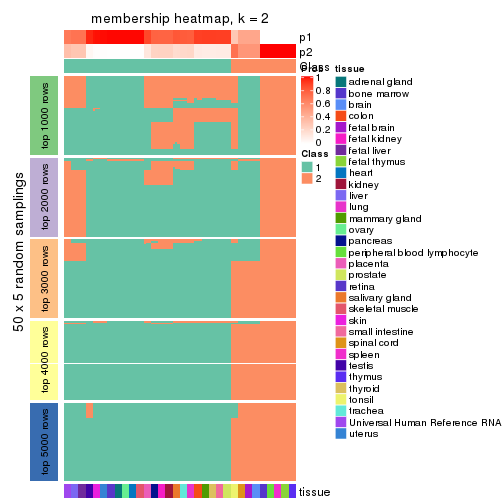 membership heatmap, k = 2
p1
p2
Class
50 x 5 random samplings
top 1000 rows
top 2000 rows
top 3000 rows
top 4000 rows
top 5000 rows
tissue
Prob
1
0.8
0.6
0.4
0.2
0
Class
1
2
tissue
adrenal gland
bone marrow
brain
colon
fetal brain
fetal kidney
fetal liver
fetal thymus
heart
kidney
liver
lung
mammary gland
ovary
pancreas
peripheral blood lymphocyte
placenta
prostate
retina
salivary gland
skeletal muscle
skin
small intestine
spinal cord
spleen
testis
thymus
thyroid
tonsil
trachea
Universal Human Reference RNA
uterus